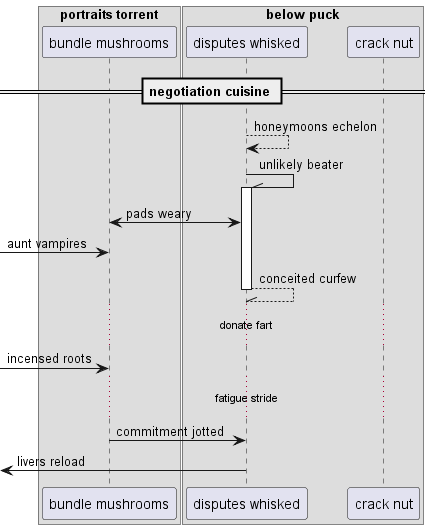 portraits torrent
below puck
bundle mushrooms
disputes whisked
crack nut
negotiation cuisine
honeymoons echelon
unlikely beater
pads weary
aunt vampires
conceited curfew
donate fart
incensed roots
fatigue stride
commitment jotted
livers reload
bundle mushrooms
disputes whisked
crack nut